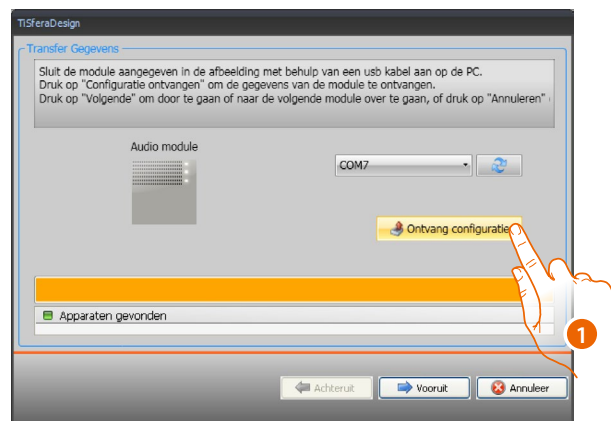 TiSferaDesign
Transfer Gegevens
Sluit de module aangegeven in de afbeelding met behulp van een usb kabel aan op de PC.
Druk op "Configuratie ontvangen" om de gegevens van de module te ontvangen.
Druk op "Volgende" om door te gaan of naar de volgende module over te gaan, of druk op "Annuleren"
Audio module
COM7
Ontvang configuratie
Apparaten gevonden
1
Achteruit
Vooruit
Annuleer